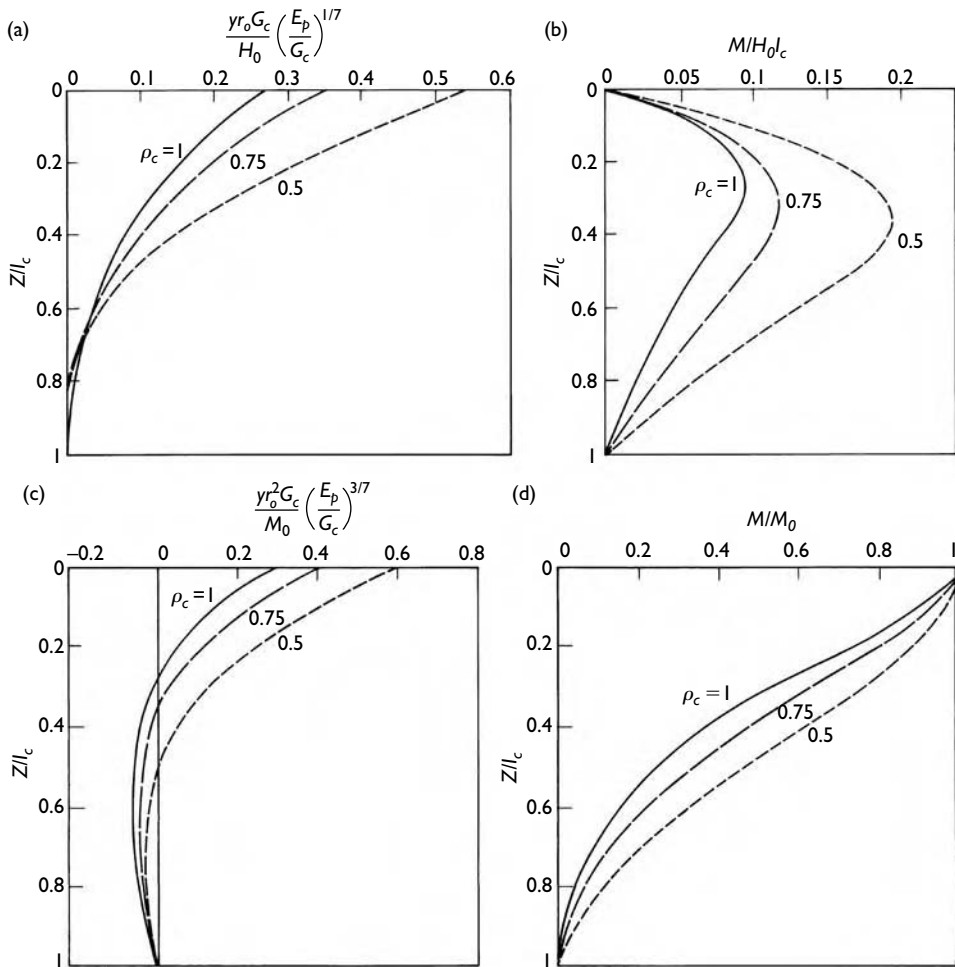 (a)
yr₀G_c / H₀ (E_p / G_c)^1/7
0 0.1 0.2 0.3 0.4 0.5 0.6
0
0.2
0.4
0.6
0.8
1
Z/l_c
ρ_c = 1
0.75
0.5
(b)
M/H₀l_c
0 0.05 0.1 0.15 0.2
0
0.2
0.4
0.6
0.8
1
Z/l_c
ρ_c = 1
0.75
0.5
(c)
yr₀²G_c / M₀ (E_p / G_c)^3/7
−0.2 0 0.2 0.4 0.6 0.8
0
0.2
0.4
0.6
0.8
1
Z/l_c
ρ_c = 1
0.75
0.5
(d)
M/M₀
0 0.2 0.4 0.6 0.8 1
0
0.2
0.4
0.6
0.8
1
Z/l_c
ρ_c = 1
0.75
0.5